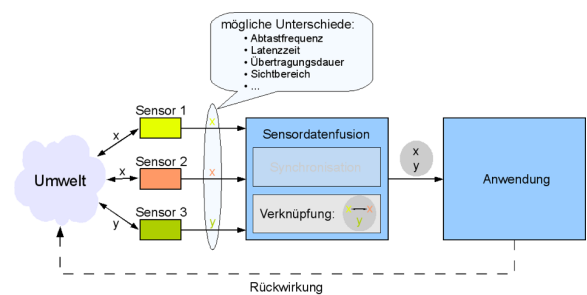 mögliche Unterschiede:
• Abtastfrequenz
• Latenzzeit
• Übertragungsdauer
• Sichtbereich
• ...
Sensor 1
x
x
Sensordatenfusion
Umwelt
x
Sensor 2
x
Synchronisation
x
y
Anwendung
Sensor 3
y
y
Verknüpfung:
x
x
y
Rückwirkung